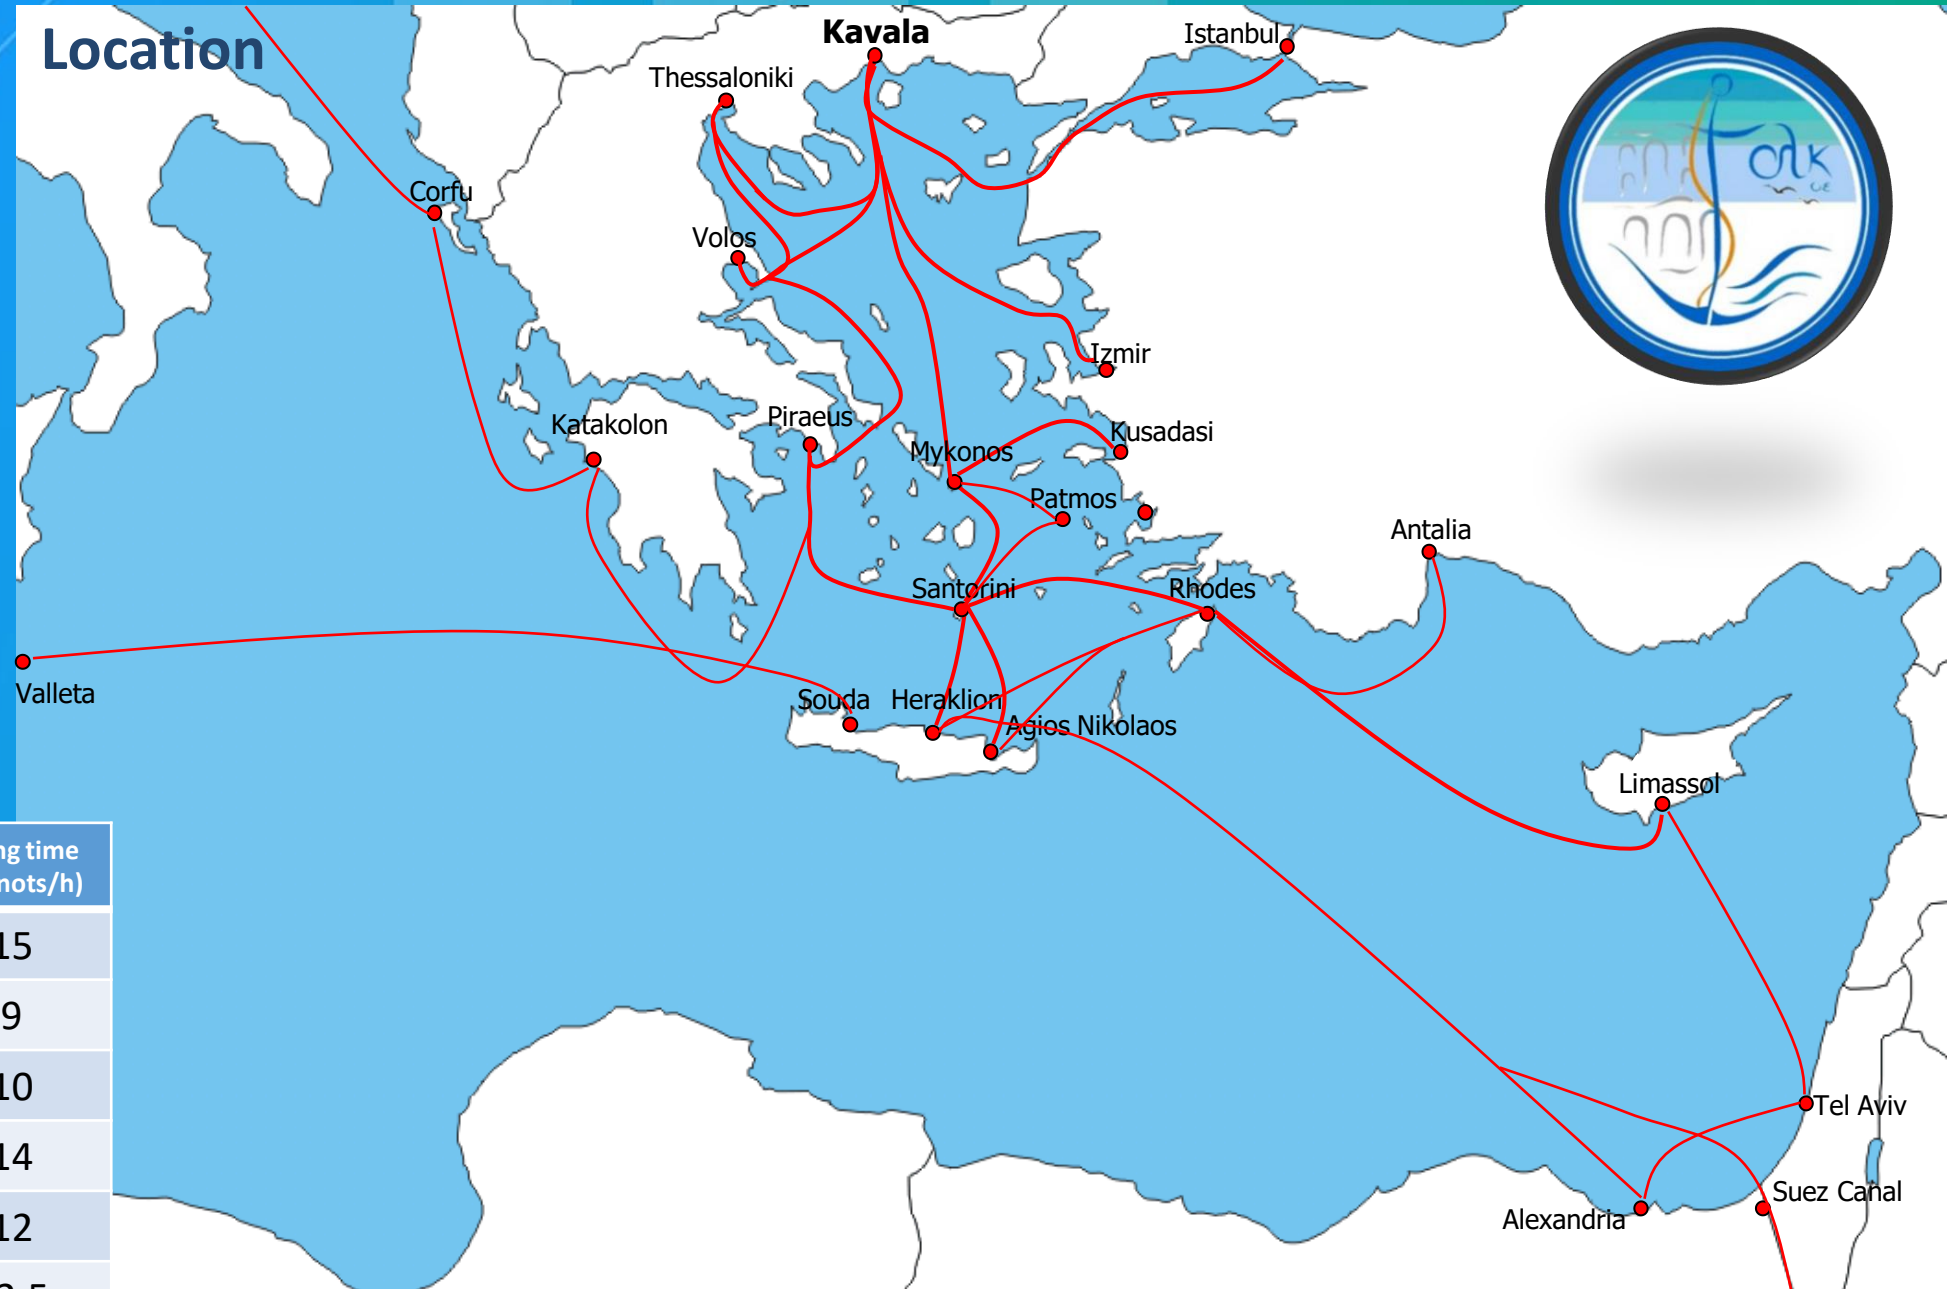 Location
Kavala
Istanbul
Thessaloniki
Corfu
Volos
Izmir
Katakolon
Piraeus
Kusadasi
Mykonos
Patmos
Antalia
Santorini
Rhodes
Valleta
Souda
Heraklion
Agios Nikolaos
Limassol
time
15
9
10
14
12
Tel Aviv
Suez Canal
Alexandria